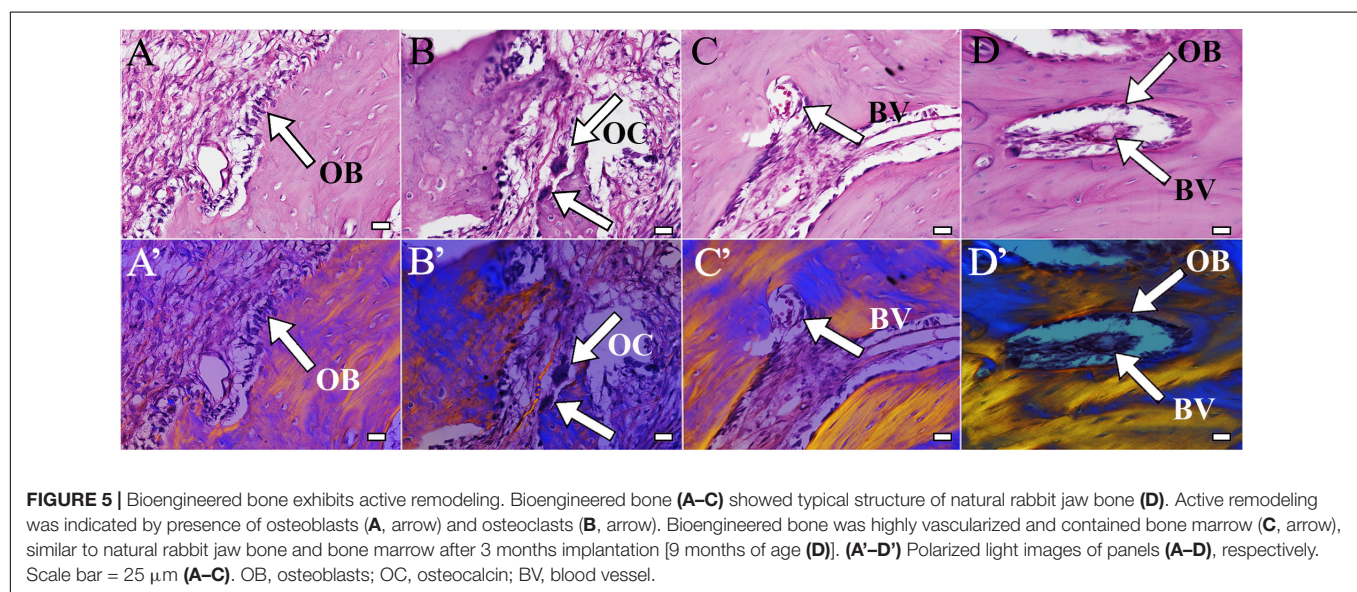 A B C D
OB OC BV OB
BV
A' B' C' D'
OB OC BV OB
BV
FIGURE 5 | Bioengineered bone exhibits active remodeling. Bioengineered bone (A–C) showed typical structure of natural rabbit jaw bone (D). Active remodeling
was indicated by presence of osteoblasts (A, arrow) and osteoclasts (B, arrow). Bioengineered bone was highly vascularized and contained bone marrow (C, arrow),
similar to natural rabbit jaw bone and bone marrow after 3 months implantation [9 months of age (D)]. (A’–D’) Polarized light images of panels (A–D), respectively.
Scale bar = 25 μm (A–C). OB, osteoblasts; OC, osteocalcin; BV, blood vessel.